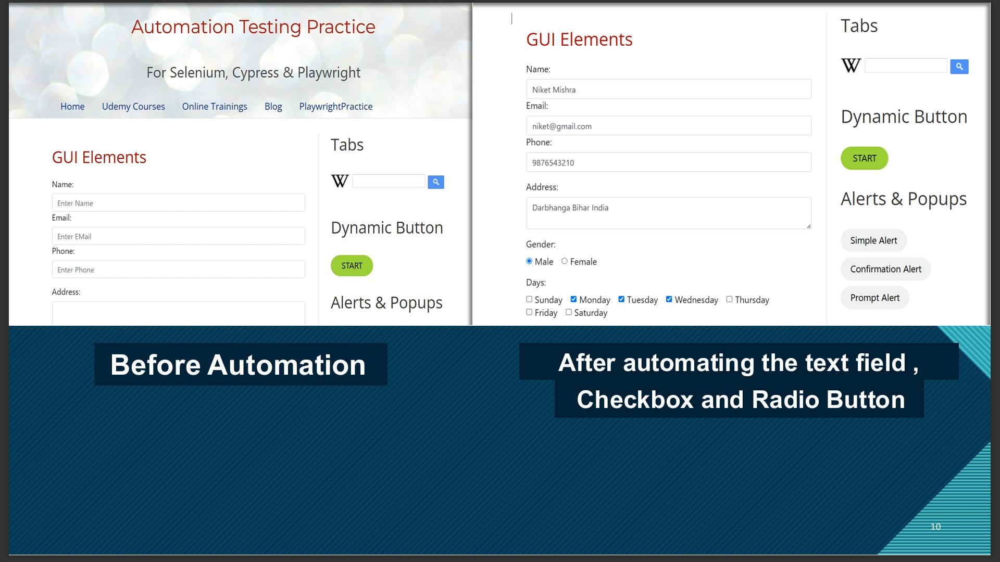 Automation Testing Practice
For Selenium, Cypress & Playwright
Home Udemy Courses Online Trainings Blog PlaywrightPractice
GUI Elements
Name:
Enter Name
Email:
Enter EMail
Phone:
Enter Phone
Address:
Tabs
W
Dynamic Button
START
Alerts & Popups
GUI Elements
Name:
Niket Mishra
Email:
niket@gmail.com
Phone:
9876543210
Address:
Darbhanga Bihar India
Gender:
Male Female
Days:
Sunday Monday Tuesday Wednesday Thursday
Friday Saturday
Tabs
W
Dynamic Button
START
Alerts & Popups
Simple Alert
Confirmation Alert
Prompt Alert
Before Automation
After automating the text field ,
Checkbox and Radio Button
10